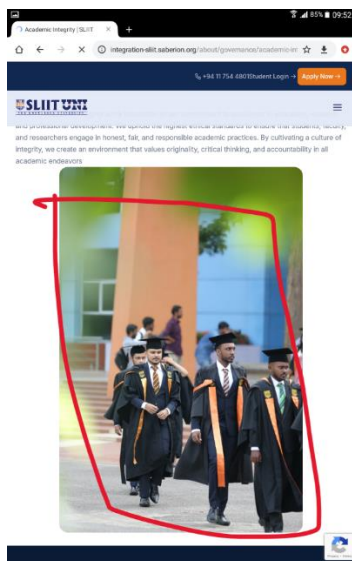 85% 09:52
Academic Integrity | SLIIT
integration-sliit.saberion.org/about/governance/academic-in
+94 11 754 4801 Student Login → Apply Now →
SLIIT UNI
THE KNOWLEDGE UNIVERSITY
and professional development. We uphold the highest ethical standards to ensure that students, faculty,
and researchers engage in honest, fair, and responsible academic practices. By cultivating a culture of
integrity, we create an environment that values originality, critical thinking, and accountability in all
academic endeavors